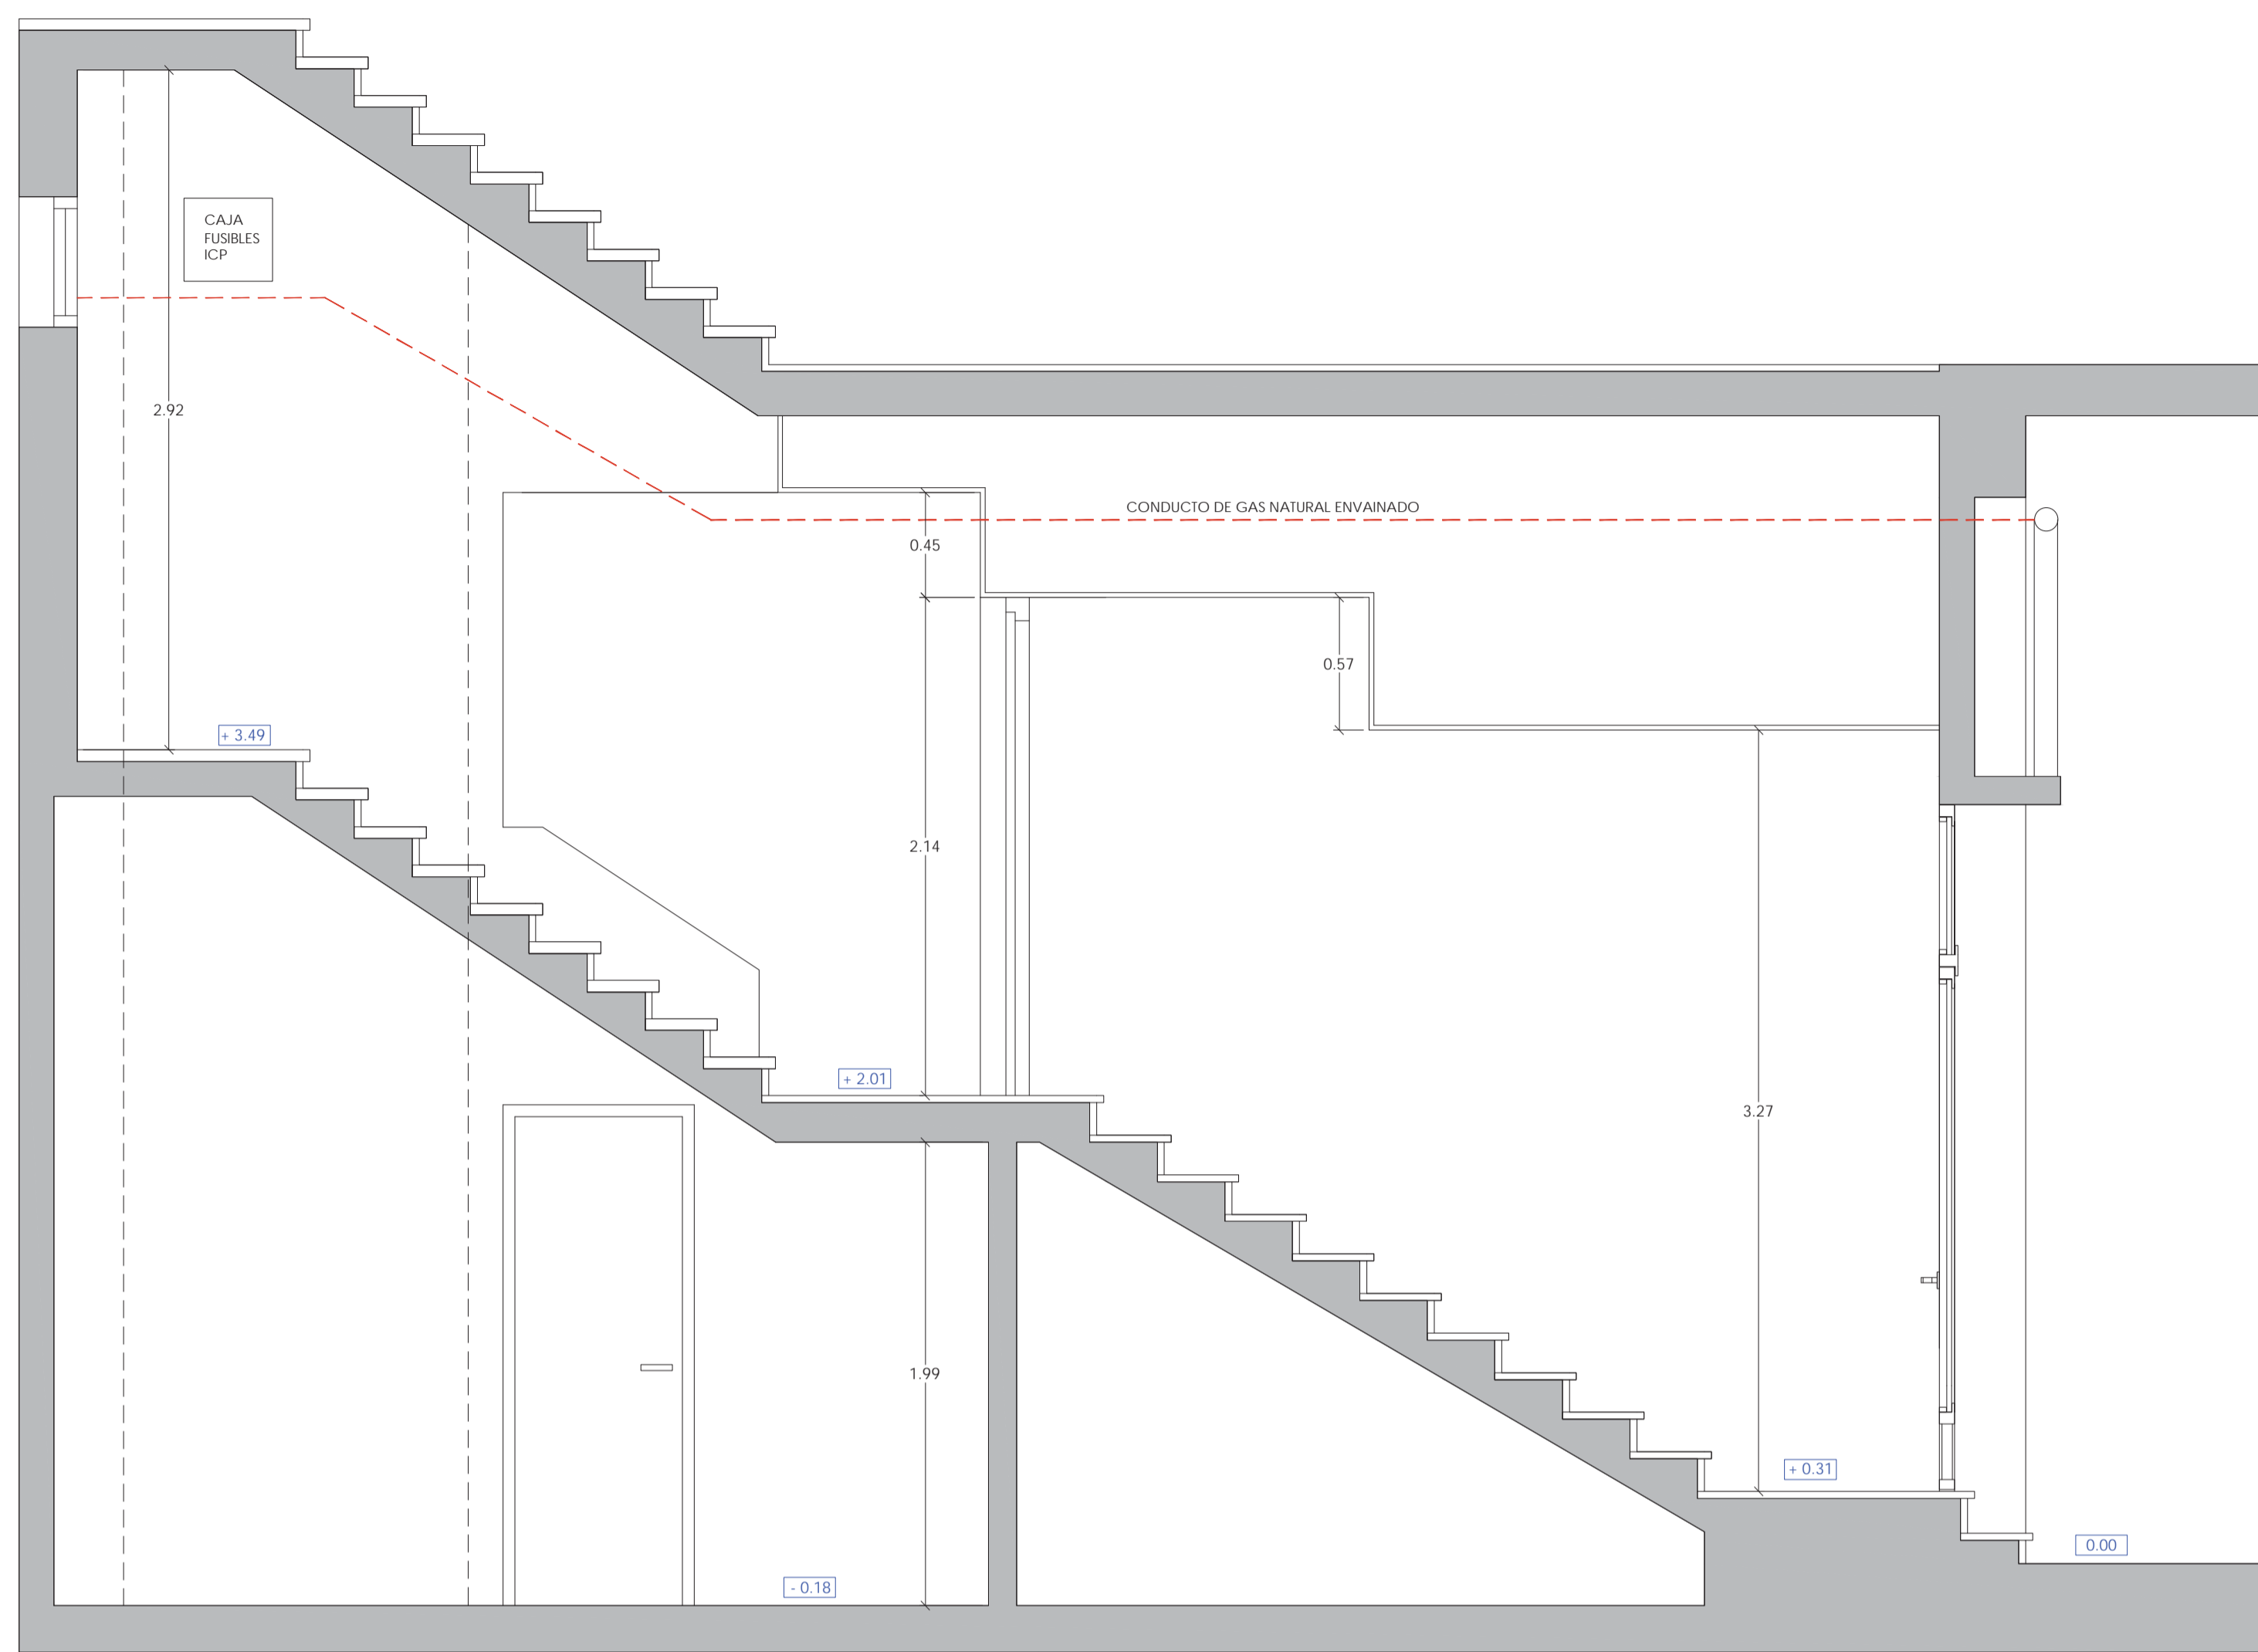 CAJA
FUSIBLES
ICP
2.92
CONDUCTO DE GAS NATURAL ENVAINADO
0.45
0.57
+ 3.49
2.14
+ 2.01
3.27
1.99
+ 0.31
0.00
- 0.18